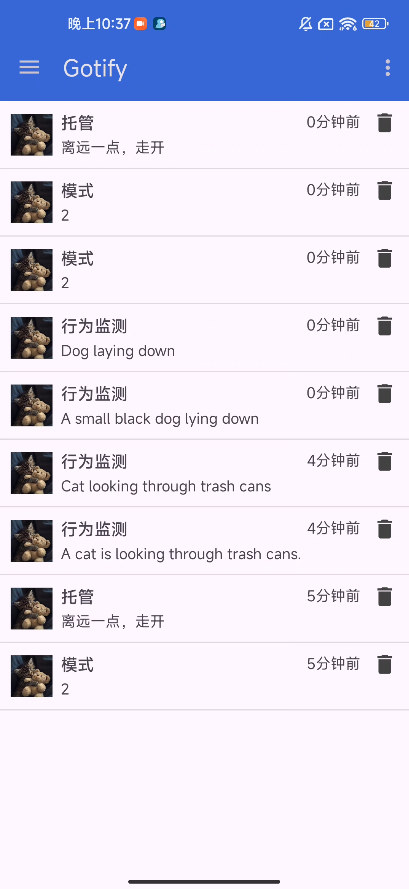 晚上10:37
42
Gotify
托管
0分钟前
离远一点，走开
模式
0分钟前
2
模式
0分钟前
2
行为监测
0分钟前
Dog laying down
行为监测
0分钟前
A small black dog lying down
行为监测
4分钟前
Cat looking through trash cans
行为监测
4分钟前
A cat is looking through trash cans.
托管
5分钟前
离远一点，走开
模式
5分钟前
2